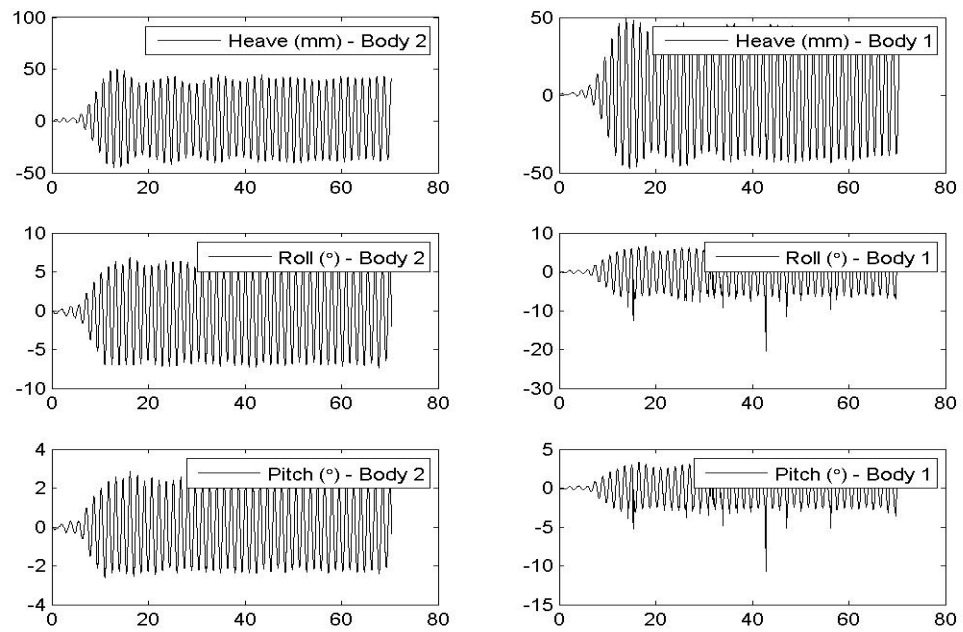 100
Heave (mm) - Body 2
50
0
-50
0 20 40 60 80
50
Heave (mm) - Body 1
0
-50
0 20 40 60 80
10
Roll (°) - Body 2
5
0
-5
-10
0 20 40 60 80
10
Roll (°) - Body 1
0
-10
-20
-30
0 20 40 60 80
4
Pitch (°) - Body 2
2
0
-2
-4
0 20 40 60 80
5
Pitch (°) - Body 1
0
-5
-10
-15
0 20 40 60 80